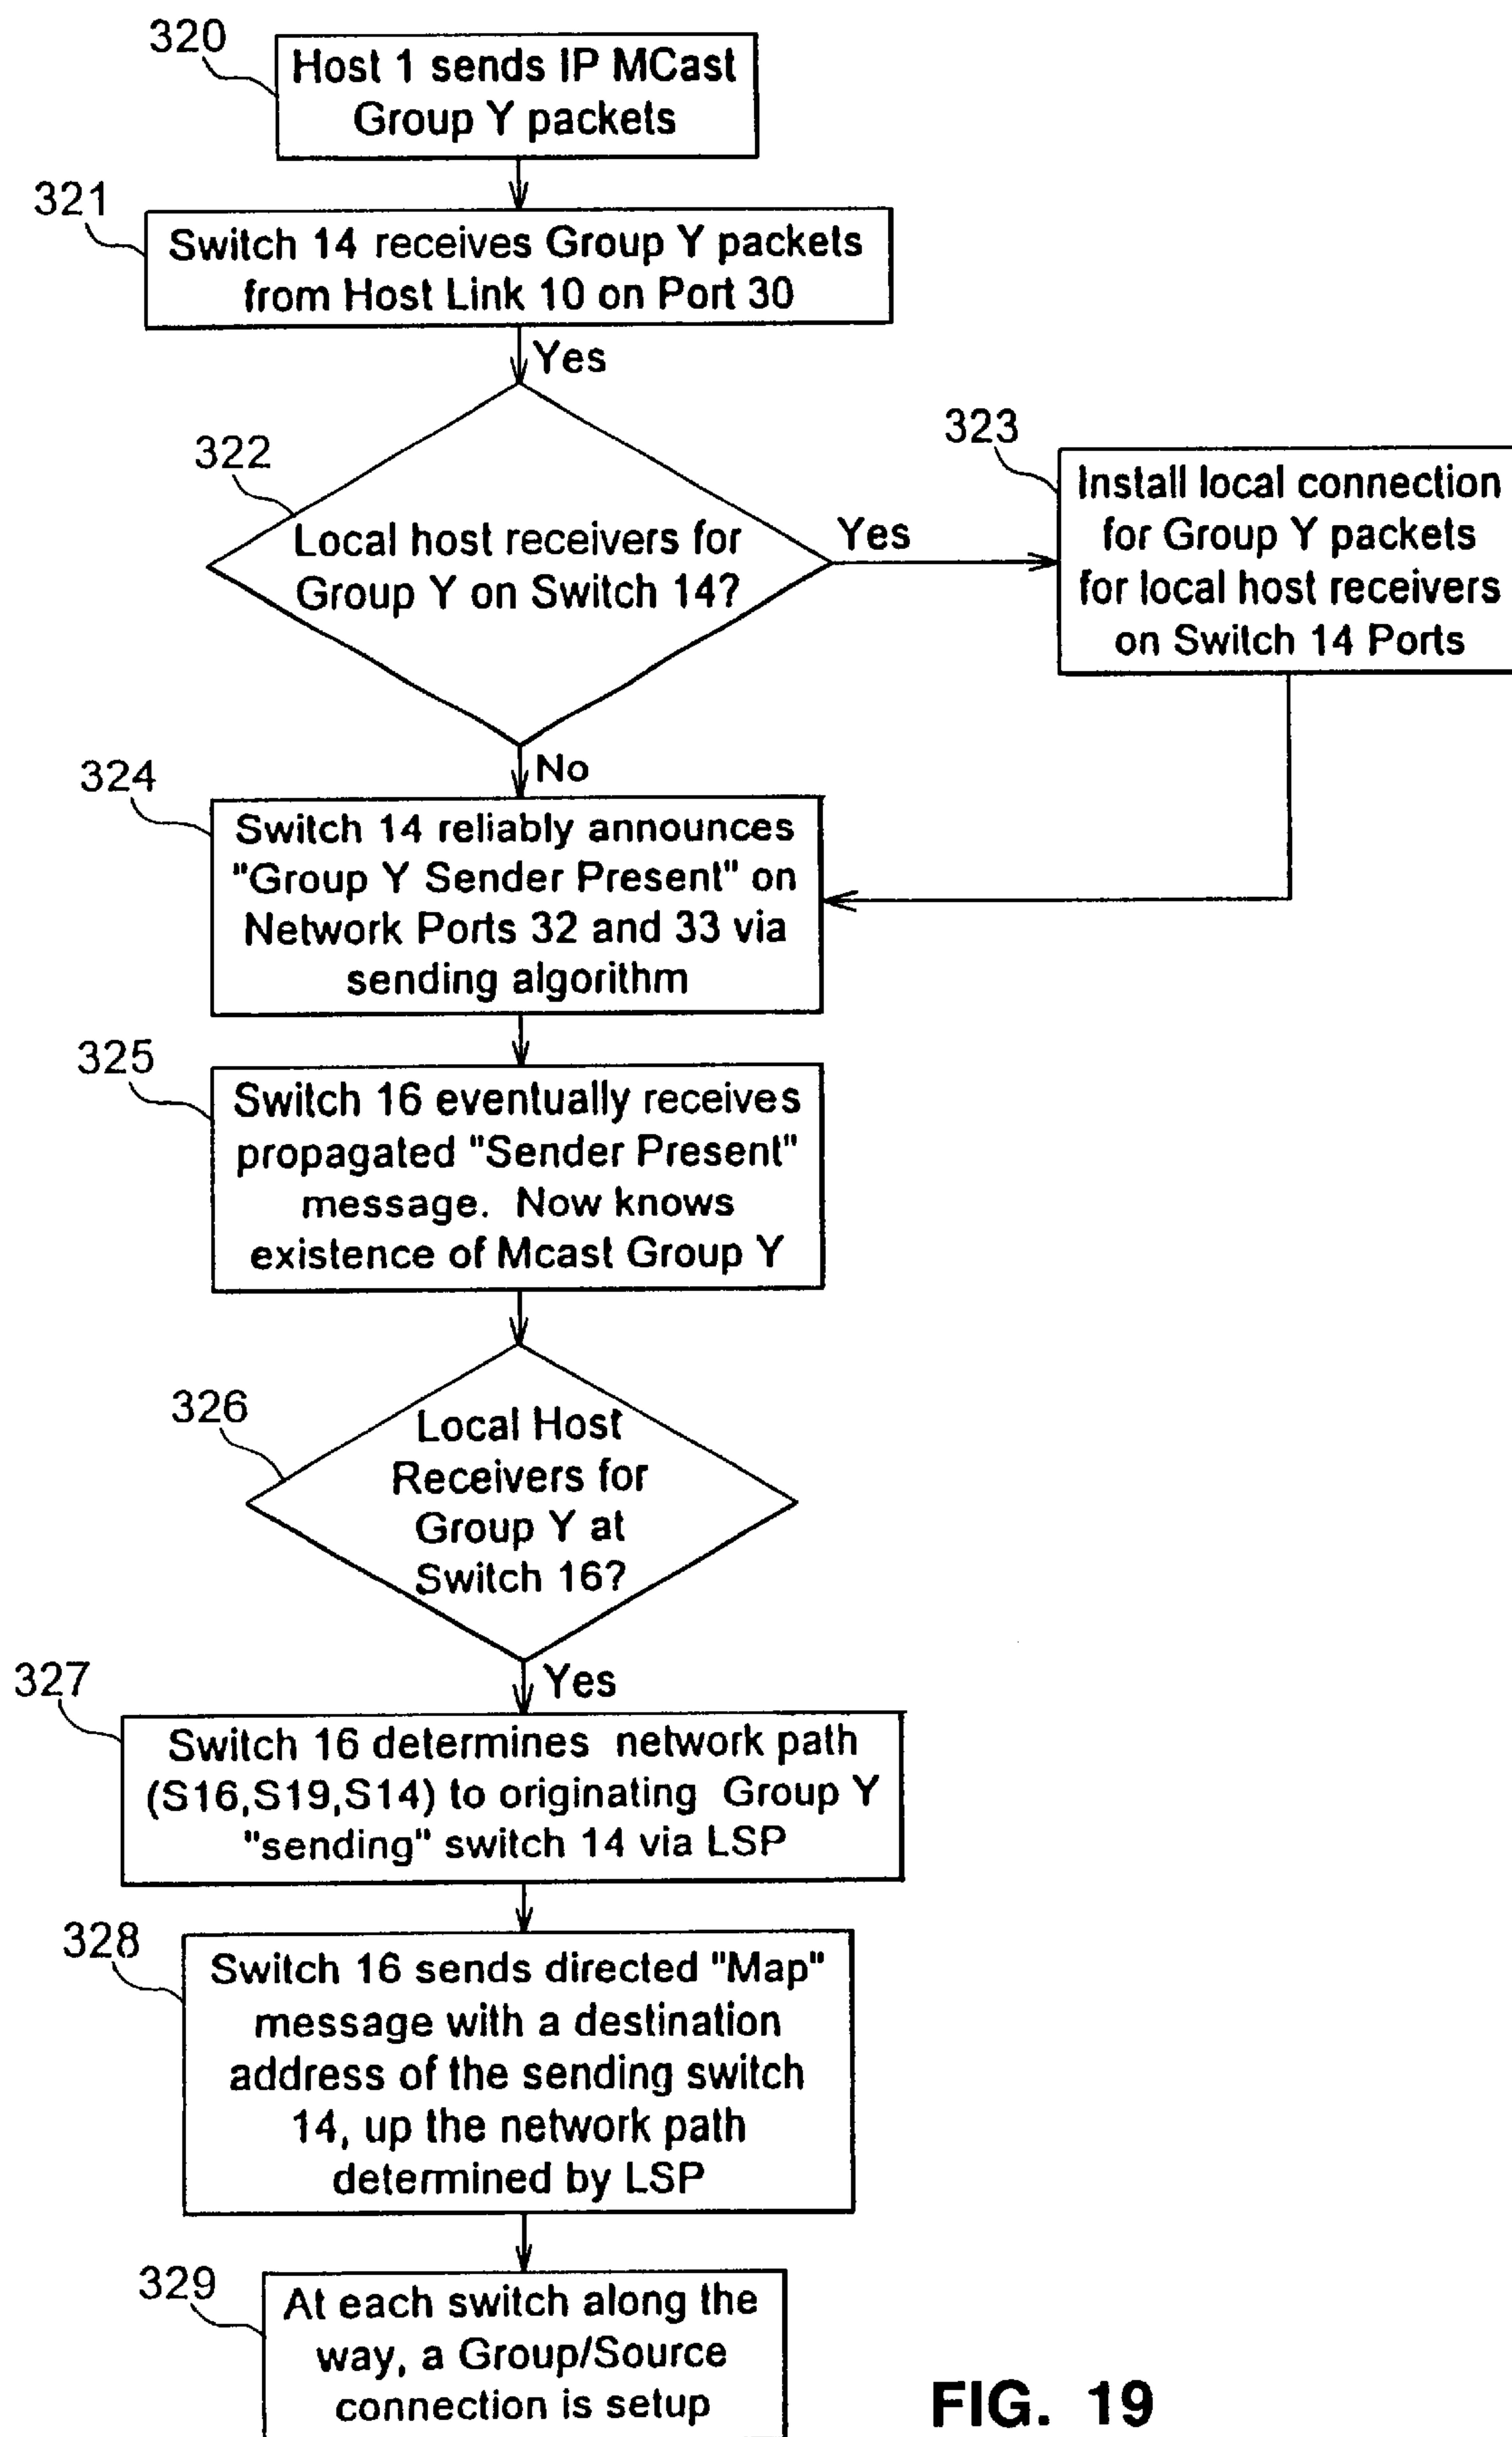 320
Host 1 sends IP MCast
Group Y packets
321
Switch 14 receives Group Y packets
from Host Link 10 on Port 30
Yes
322
Local host receivers for
Group Y on Switch 14?
Yes
323
Install local connection
for Group Y packets
for local host receivers
on Switch 14 Ports
No
324
Switch 14 reliably announces
"Group Y Sender Present" on
Network Ports 32 and 33 via
sending algorithm
325
Switch 16 eventually receives
propagated "Sender Present"
message. Now knows
existence of Mcast Group Y
326
Local Host
Receivers for
Group Y at
Switch 16?
Yes
327
Switch 16 determines network path
(S16,S19,S14) to originating Group Y
"sending" switch 14 via LSP
328
Switch 16 sends directed "Map"
message with a destination
address of the sending switch
14, up the network path
determined by LSP
329
At each switch along the
way, a Group/Source
connection is setup
FIG. 19